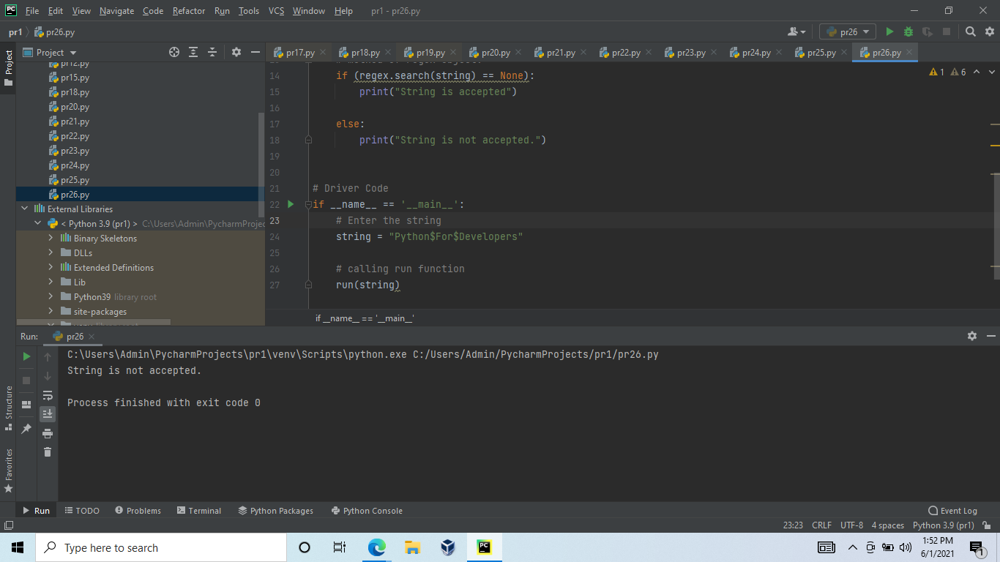 PC File Edit View Navigate Code Refactor Run Tools VCS Window Help pr1 - pr26.py
pr1 pr26.py pr26
Project pr17.py pr18.py pr19.py pr20.py pr21.py pr22.py pr23.py pr24.py pr25.py pr26.py
Project
pr12.py
pr15.py
pr18.py
pr20.py
pr21.py
pr22.py
pr23.py
pr24.py
pr25.py
pr26.py
External Libraries
< Python 3.9 (pr1) > C:\Users\Admin\PycharmProjec
Binary Skeletons
DLLs
Extended Definitions
Lib
Python39 library root
site-packages
1 6
14 if (regex.search(string) == None):
15 print("String is accepted")
16
17 else:
18 print("String is not accepted.")
19
20
21 # Driver Code
22 if __name__ == '__main__':
23 # Enter the string
24 string = "Python$For$Developers"
25
26 # calling run function
27 run(string)
if __name__ == '__main__'
Run: pr26
C:\Users\Admin\PycharmProjects\pr1\venv\Scripts\python.exe C:/Users/Admin/PycharmProjects/pr1/pr26.py
String is not accepted.
Process finished with exit code 0
Structure
Favorites
Run TODO Problems Terminal Python Packages Python Console Event Log
23:23 CRLF UTF-8 4 spaces Python 3.9 (pr1)
Type here to search
PC
1:52 PM
6/1/2021
1